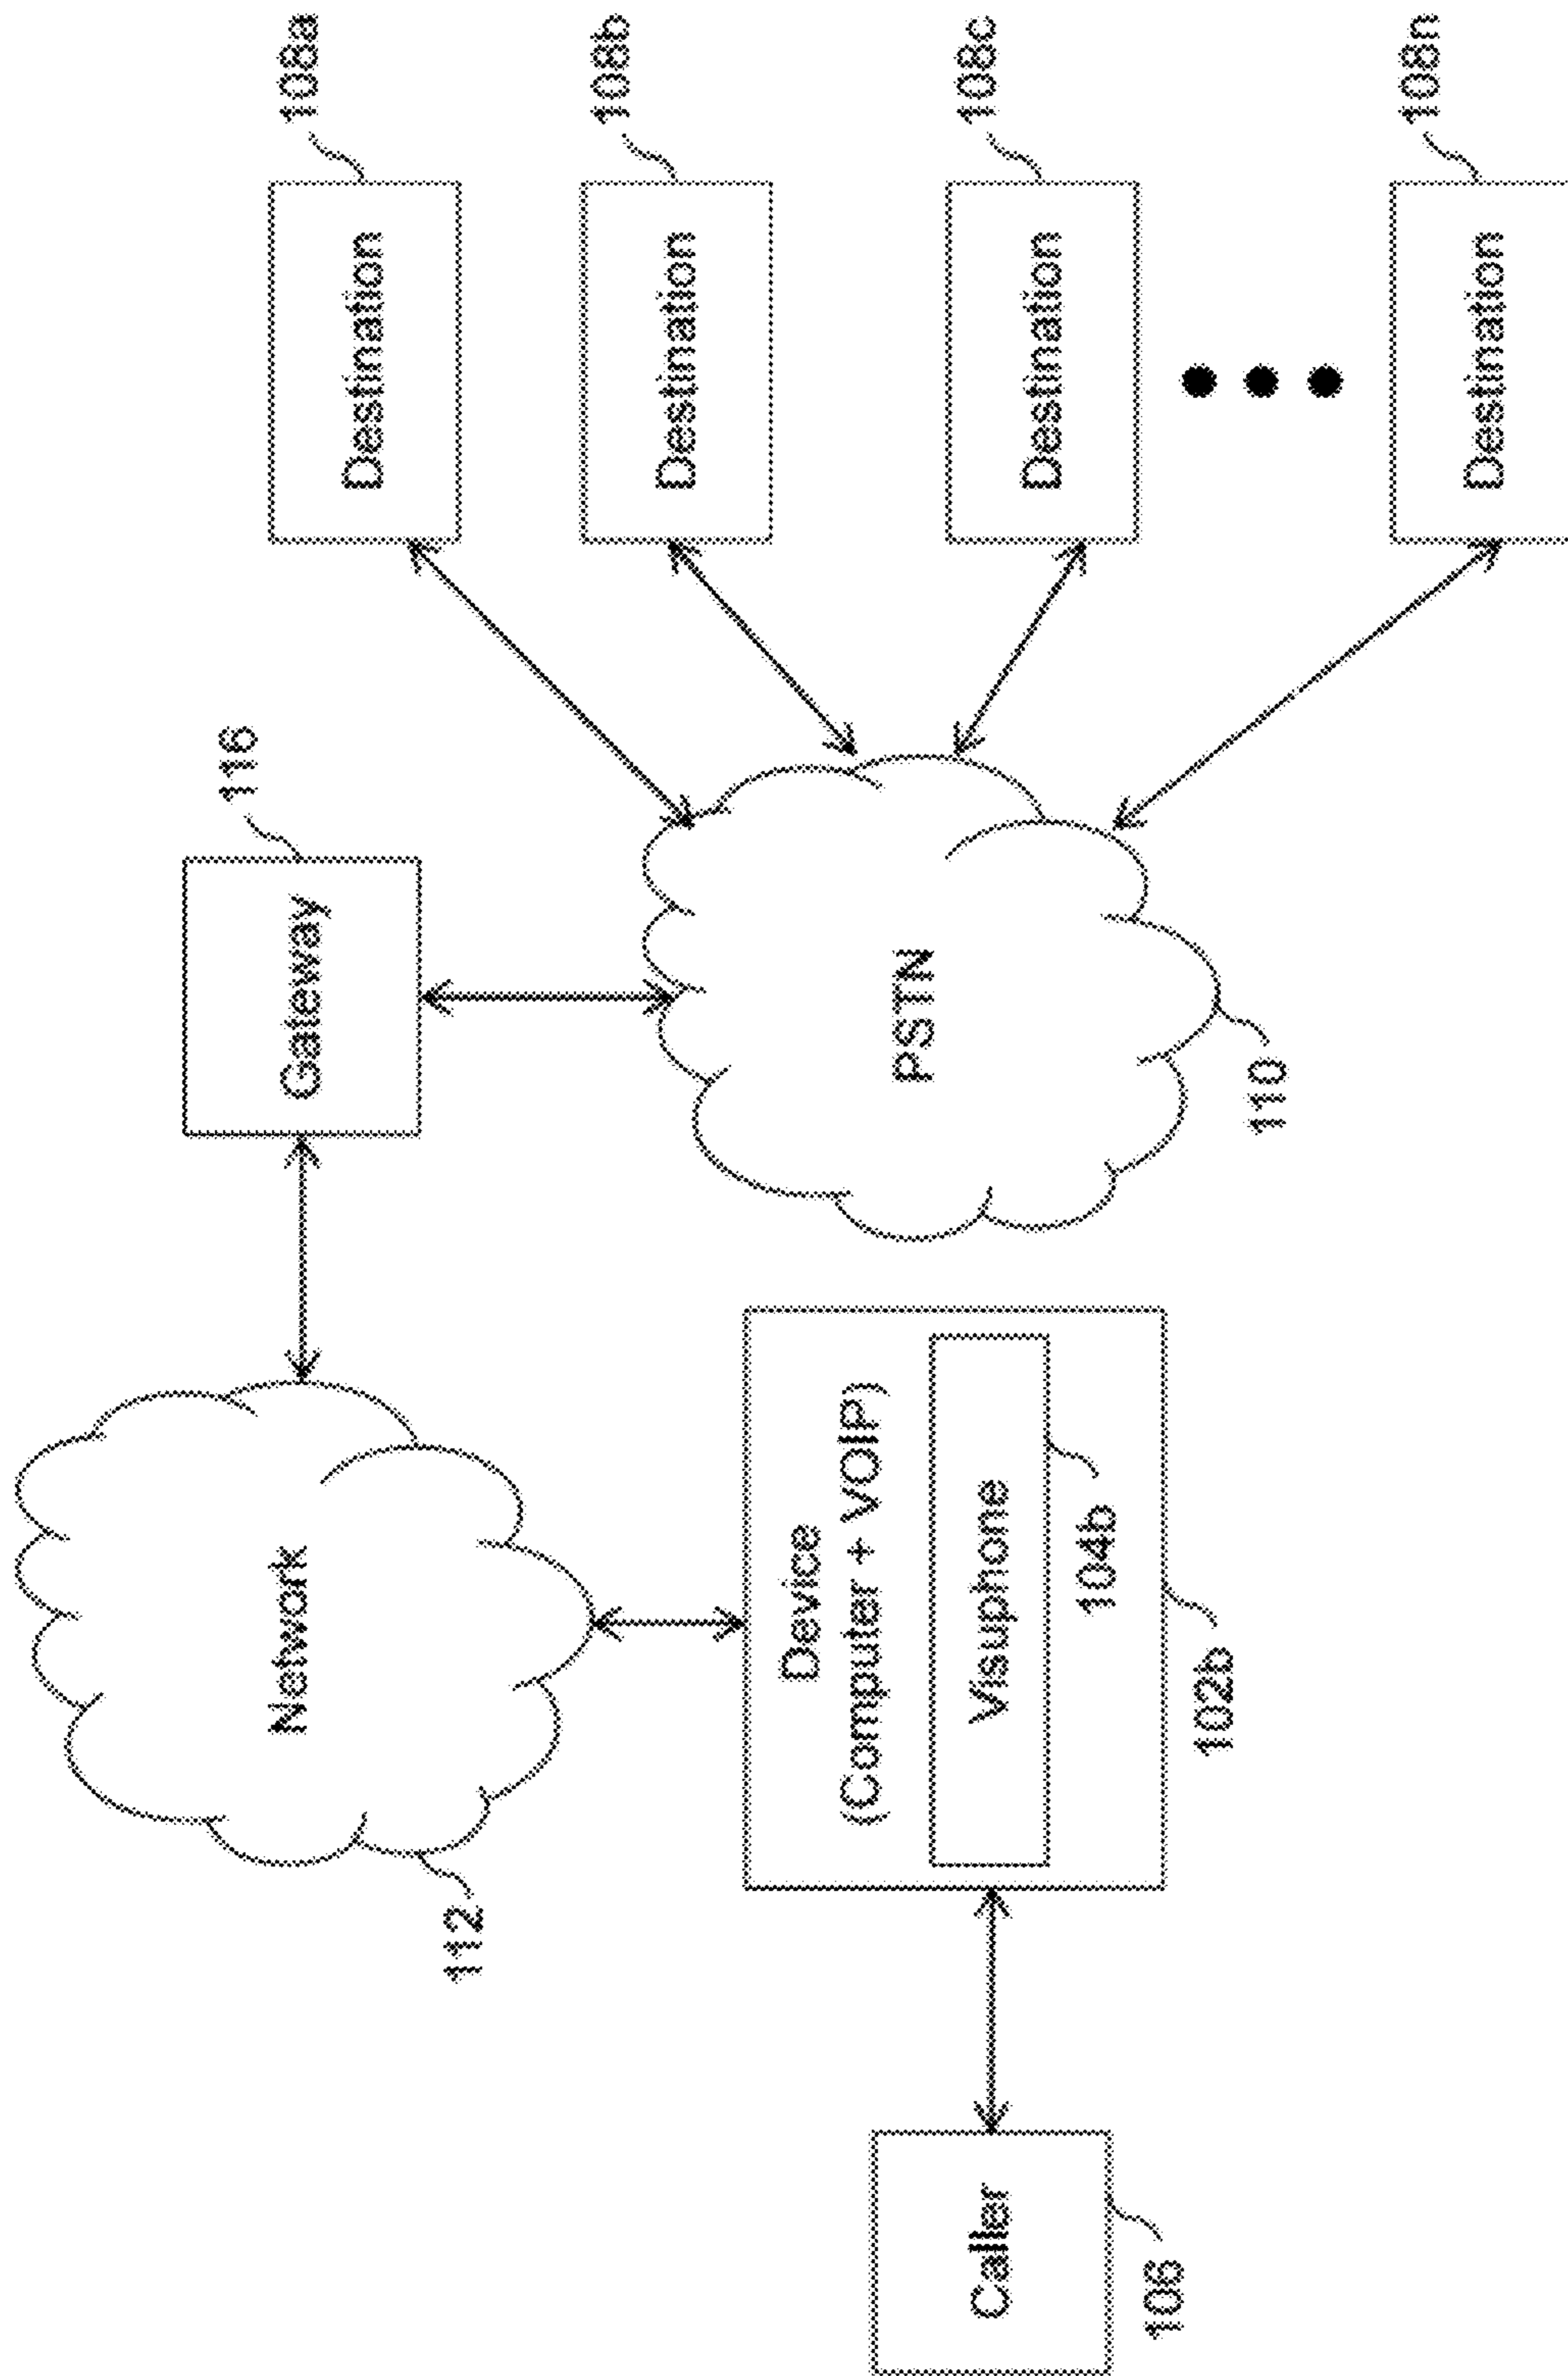 108a
Destination
108b
Destination
108c
Destination
108n
Destination
116
Gateway
PSTN
110
Network
112
Device
(Computer + VOIP)
Visuphone
104b
102b
Caller
106